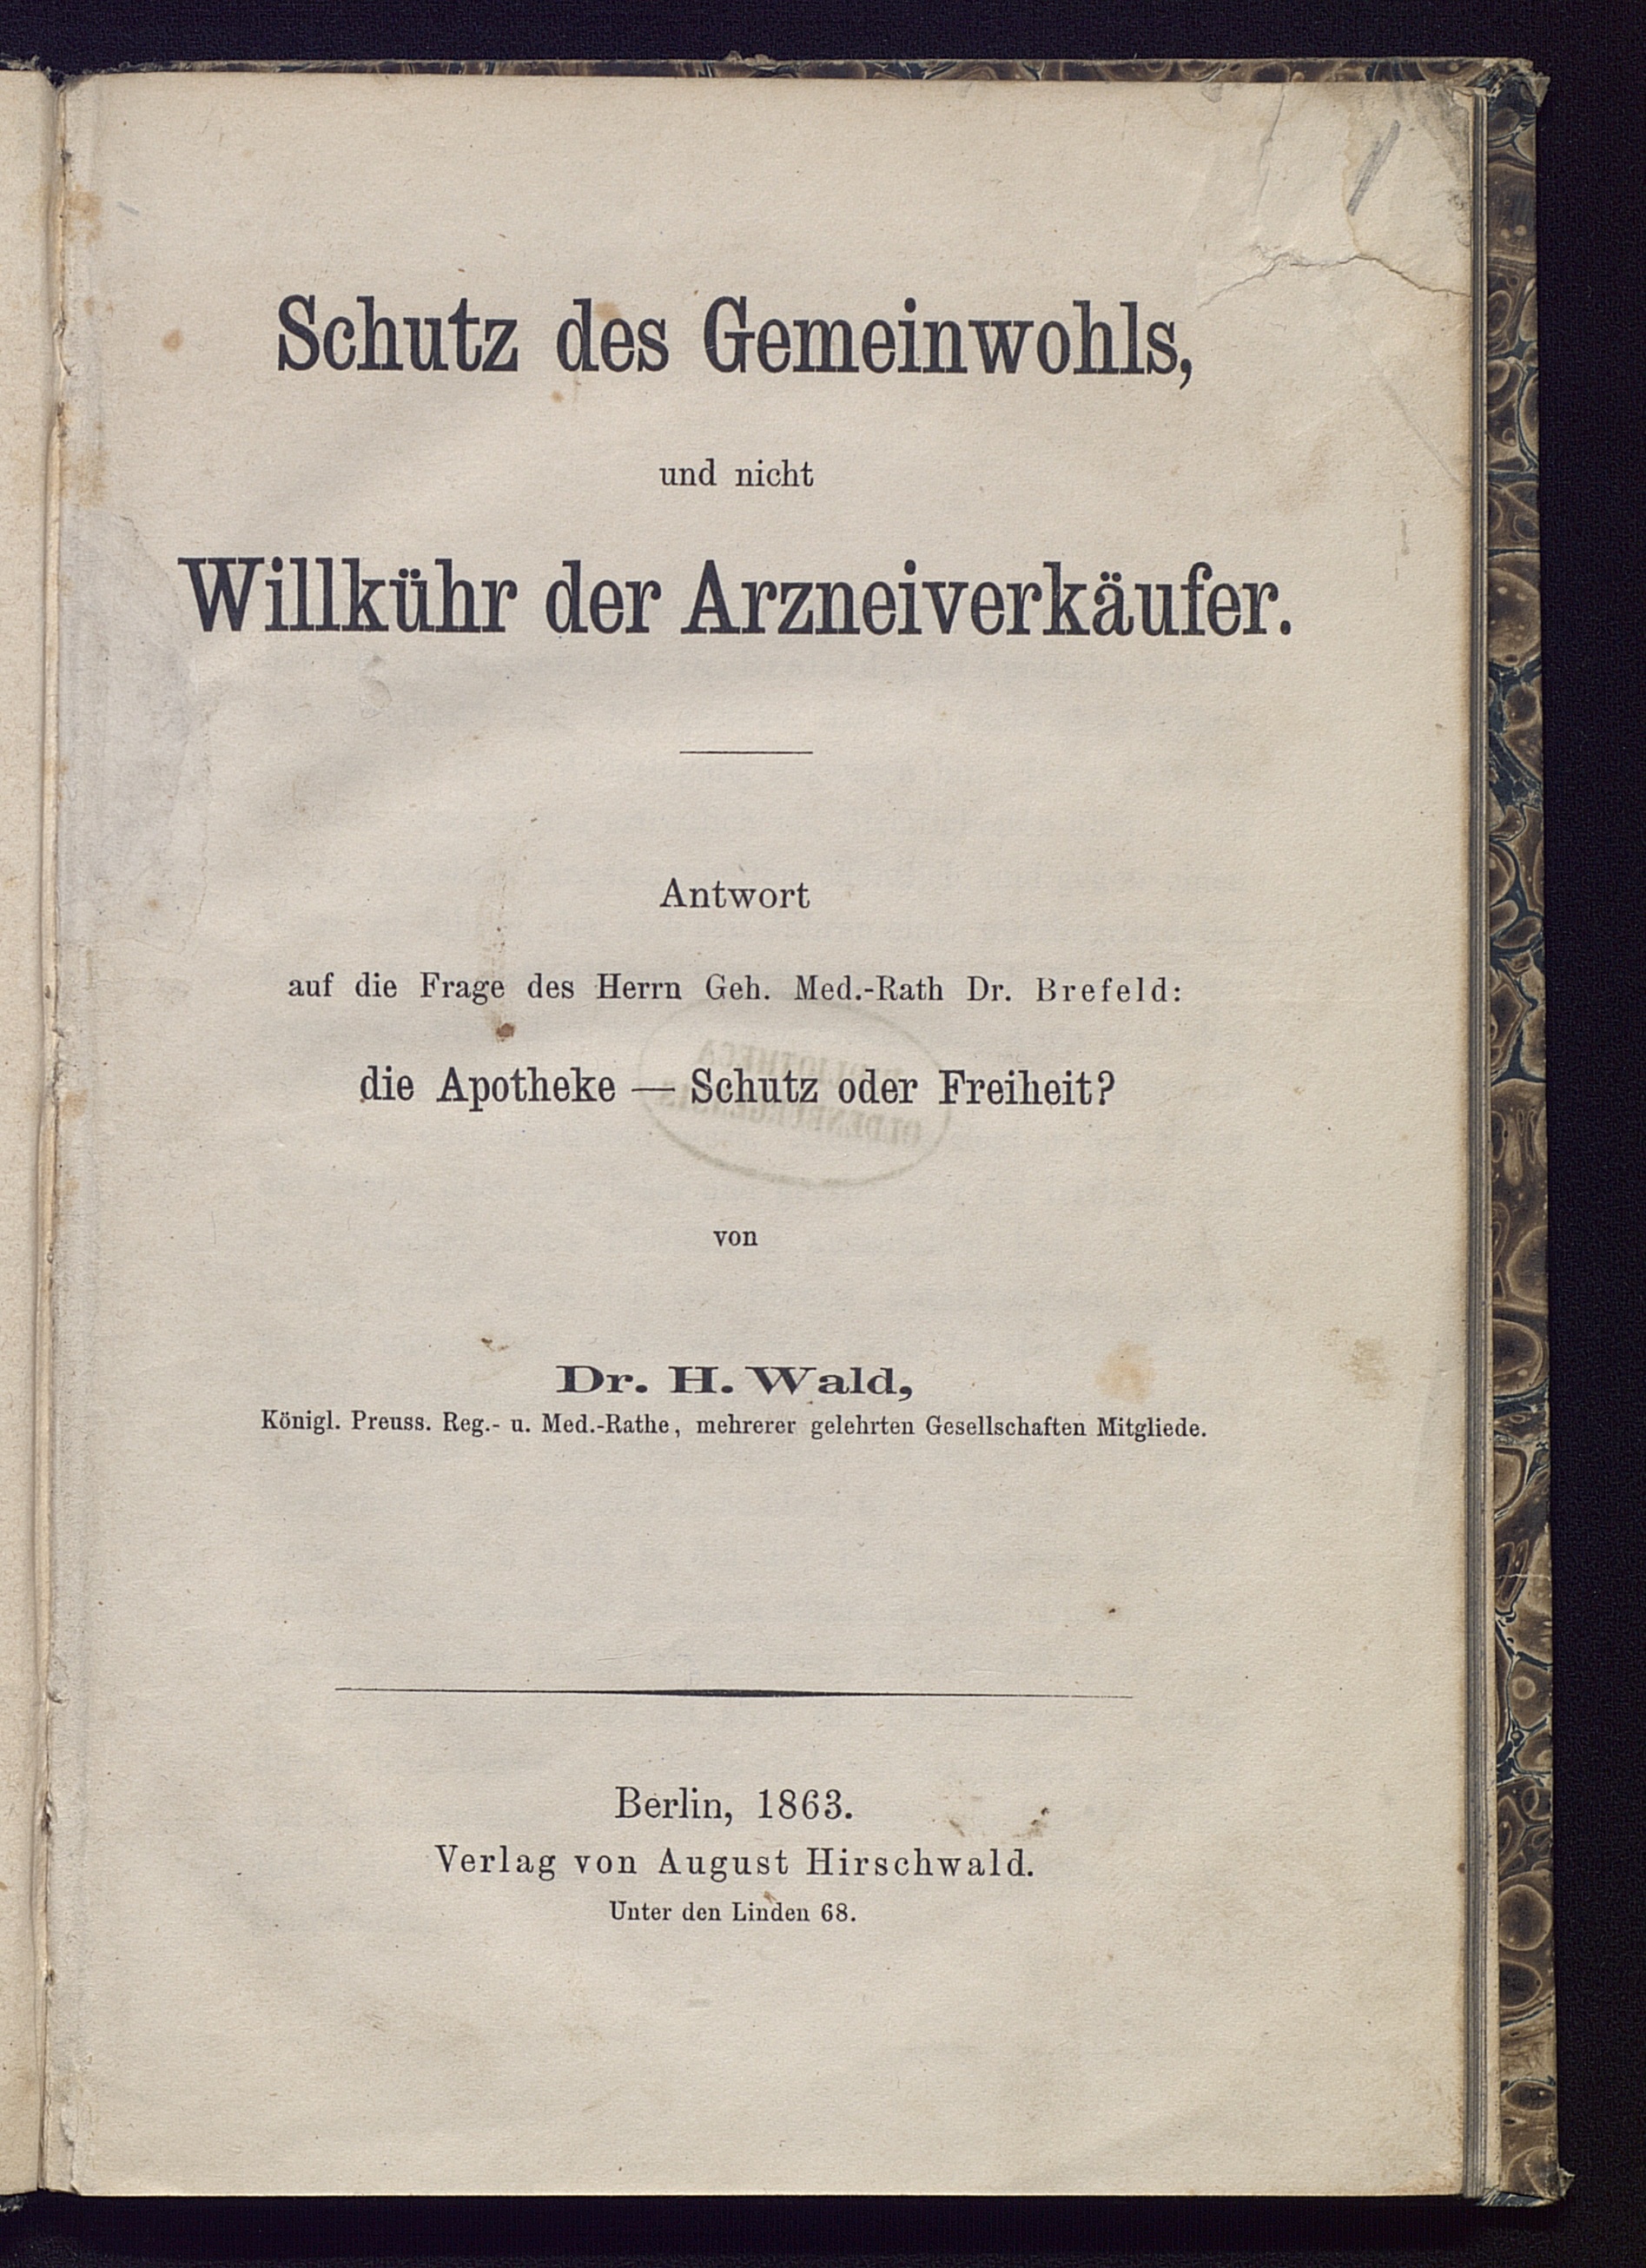 Schutz des Gemeinwohls,
und nicht
Willkühr der Arzneiverkäufer.
Antwort
auf die Frage des Herrn Geh. Med.-Rath Dr. Brefeld:
die Apotheke — Schutz oder Freiheit?
BIBLIOTHECA
OLDENBURGENSIS
von
Dr. H. Wald,
Königl. Preuss. Reg.- u. Med.-Rathe, mehrerer gelehrten Gesellschaften Mitgliede.
Berlin, 1863.
Verlag von August Hirschwald.
Unter den Linden 68.